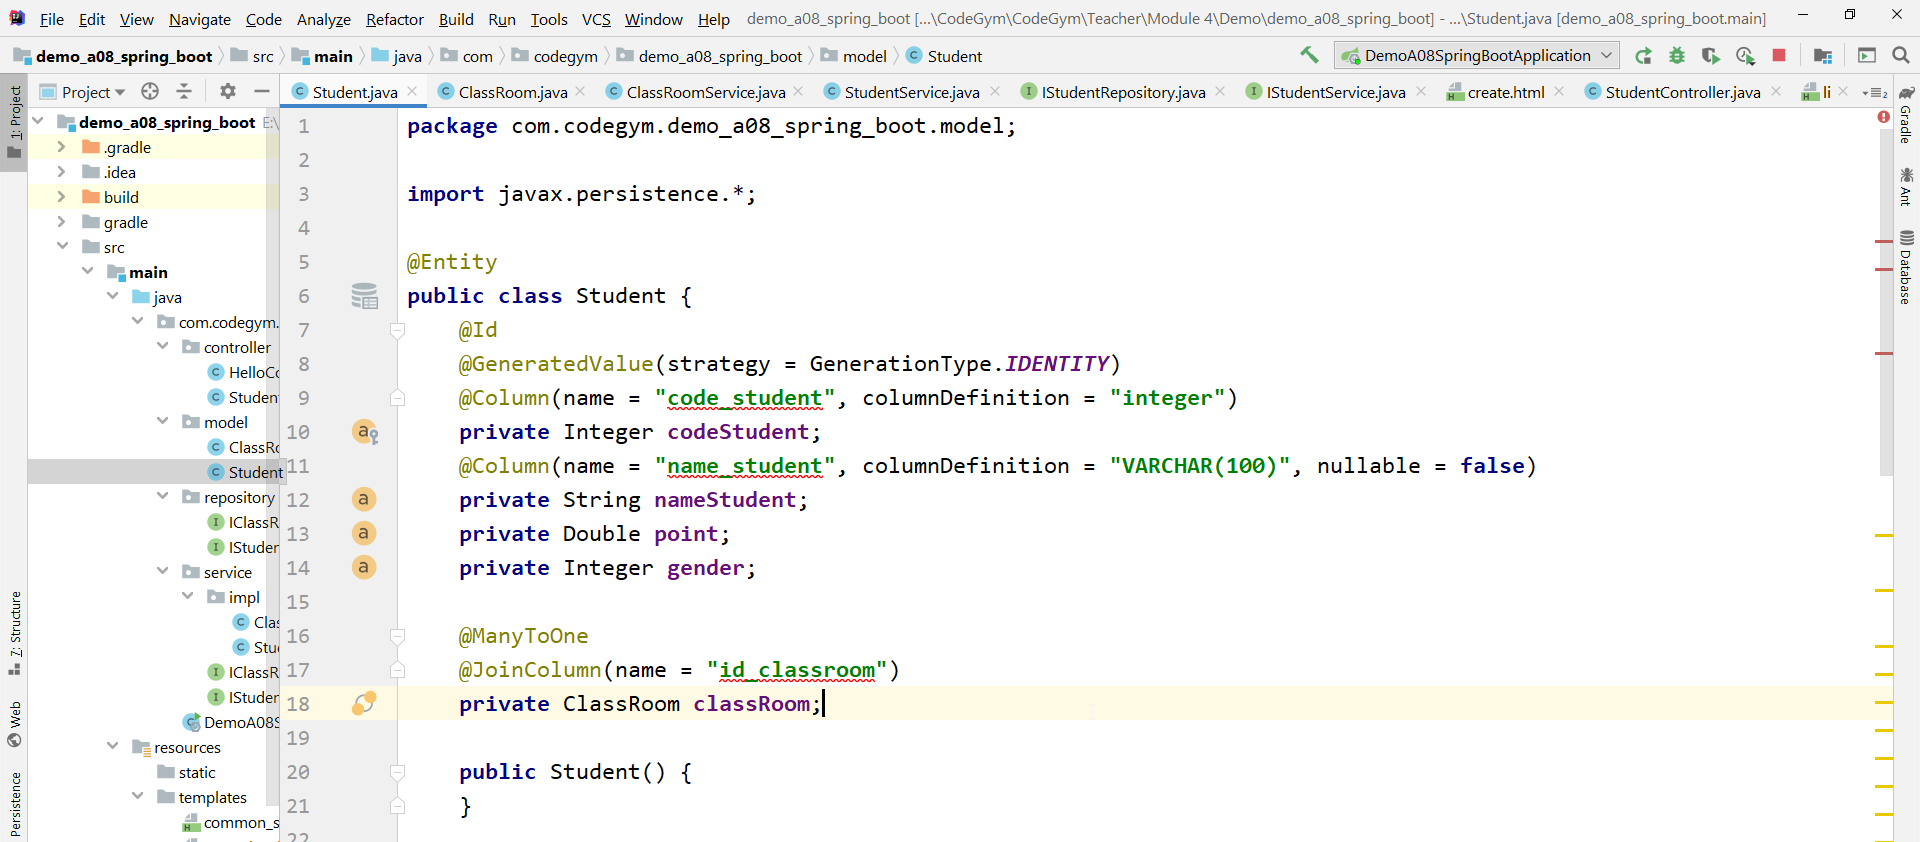 File Edit View Navigate Code Analyze Refactor Build Run Tools VCS Window Help demo_a08_spring_boot [...\CodeGym\CodeGym\Teacher\Module 4\Demo\demo_a08_spring_boot] - ...\Student.java [demo_a08_spring_boot.main]
demo_a08_spring_boot src main java com codegym demo_a08_spring_boot model Student DemoA08SpringBootApplication
Project Student.java ClassRoom.java ClassRoomService.java StudentService.java IStudentRepository.java IStudentService.java create.html StudentController.java li
1: Project
7: Structure
Web
Persistence
demo_a08_spring_boot E:\
.gradle
.idea
build
gradle
src
main
java
com.codegym.
controller
HelloCo
Studen
model
ClassRo
Student
repository
IClassR
IStuden
service
impl
Clas
Stu
IClassR
IStuden
DemoA08S
resources
static
templates
common_s
1 package com.codegym.demo_a08_spring_boot.model;
2
3 import javax.persistence.*;
4
5 @Entity
6 public class Student {
7 @Id
8 @GeneratedValue(strategy = GenerationType.IDENTITY)
9 @Column(name = "code_student", columnDefinition = "integer")
10 private Integer codeStudent;
11 @Column(name = "name_student", columnDefinition = "VARCHAR(100)", nullable = false)
12 private String nameStudent;
13 private Double point;
14 private Integer gender;
15
16 @ManyToOne
17 @JoinColumn(name = "id_classroom")
18 private ClassRoom classRoom;
19
20 public Student() {
21 }
22
Gradle
Ant
Database